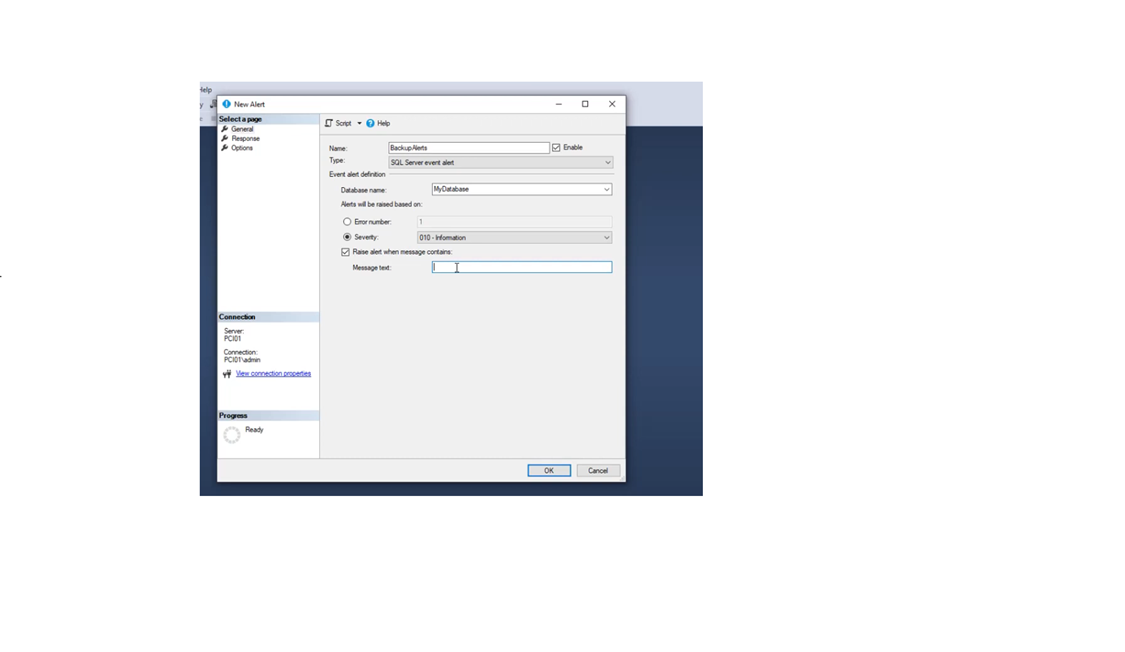 Help
New Alert
Select a page
General
Response
Options
Script
Help
Name: BackupAlerts Enable
Type: SQL Server event alert
Event alert definition
Database name: MyDatabase
Alerts will be raised based on:
Error number: 1
Severity: 010 - Information
Raise alert when message contains:
Message text:
Connection
Server:
PCI01
Connection:
PCI01\admin
View connection properties
Progress
Ready
OK Cancel